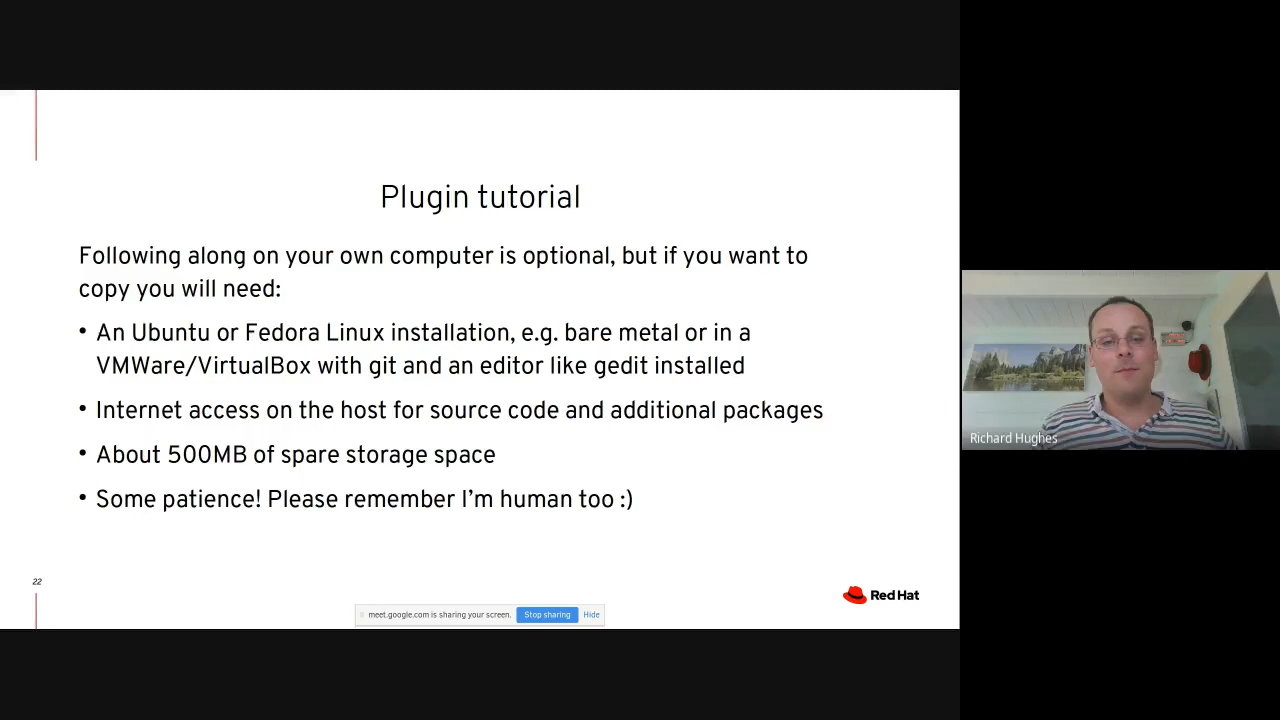 Plugin tutorial
Following along on your own computer is optional, but if you want to
copy you will need:
• An Ubuntu or Fedora Linux installation, e.g. bare metal or in a
VMWare/VirtualBox with git and an editor like gedit installed
• Internet access on the host for source code and additional packages
• About 500MB of spare storage space
• Some patience! Please remember I'm human too :)
22
Red Hat
meet.google.com is sharing your screen. Stop sharing Hide
Richard Hughes